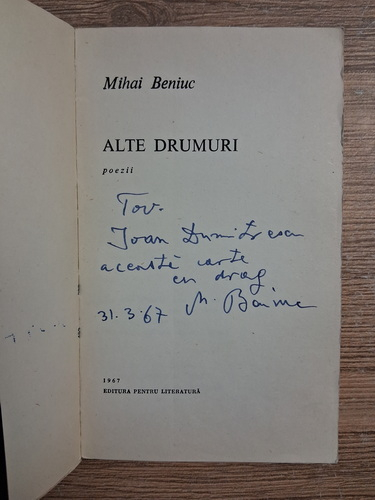 Mihai Beniuc
ALTE DRUMURI
poezii
Tov.
Ioan Dumitrescu
această carte
cu drag
31.3.67 M. Beniuc
1967
EDITURA PENTRU LITERATURĂ